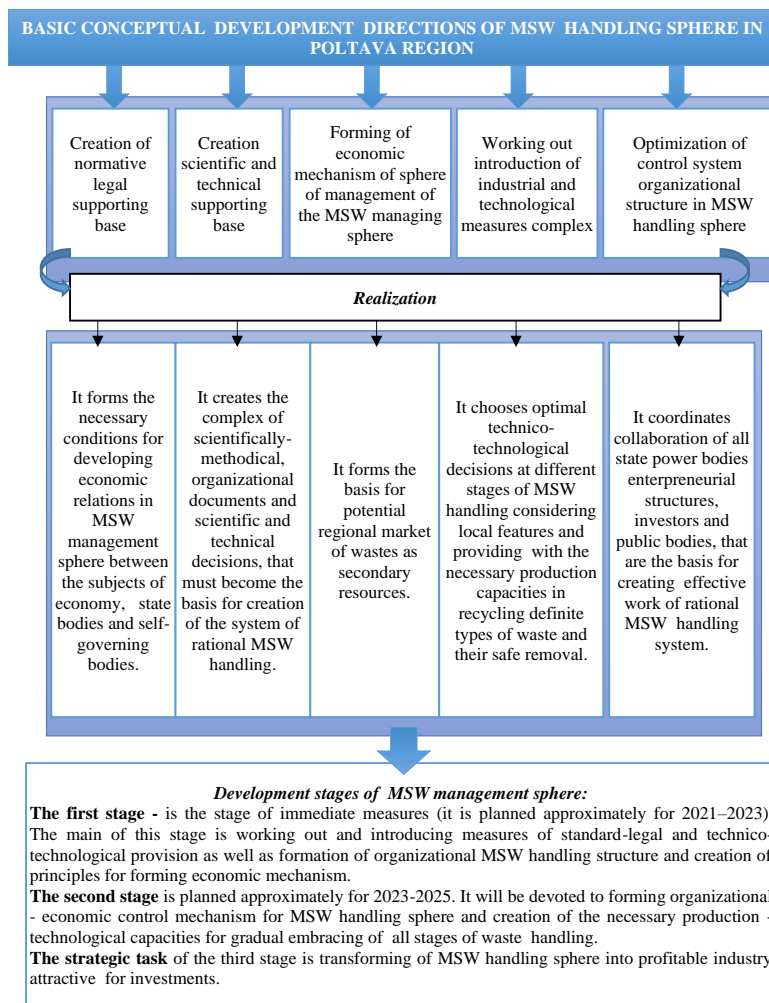 BASIC CONCEPTUAL DEVELOPMENT DIRECTIONS OF MSW HANDLING SPHERE IN
POLTAVA REGION
Creation of
normative
legal
supporting
base
Creation
scientific and
technical
supporting
base
Forming of
economic
mechanism of sphere
of management of
the MSW managing
sphere
Working out
introduction of
industrial and
technological
measures complex
Optimization of
control system
organizational
structure in MSW
handling sphere
Realization
It forms the
necessary
conditions for
developing
economic
relations in
MSW
management
sphere between
the subjects of
economy, state
bodies and self-
governing
bodies.
It creates the
complex of
scientifically-
methodical,
organizational
documents and
scientific and
technical
decisions, that
must become the
basis for creation
of the system of
rational MSW
handling.
It forms the
basis for
potential
regional market
of wastes as
secondary
resources.
It chooses optimal
technico-
technological
decisions at different
stages of MSW
handling considering
local features and
providing with the
necessary production
capacities in
recycling definite
types of waste and
their safe removal.
It coordinates
collaboration of all
state power bodies
enterpreneurial
structures,
investors and
public bodies, that
are the basis for
creating effective
work of rational
MSW handling
system.
Development stages of MSW management sphere:
The first stage - is the stage of immediate measures (it is planned approximately for 2021–2023)
The main of this stage is working out and introducing measures of standard-legal and technico-
technological provision as well as formation of organizational MSW handling structure and creation of
principles for forming economic mechanism.
The second stage is planned approximately for 2023-2025. It will be devoted to forming organizational
- economic control mechanism for MSW handling sphere and creation of the necessary production -
technological capacities for gradual embracing of all stages of waste handling.
The strategic task of the third stage is transforming of MSW handling sphere into profitable industry
attractive for investments.